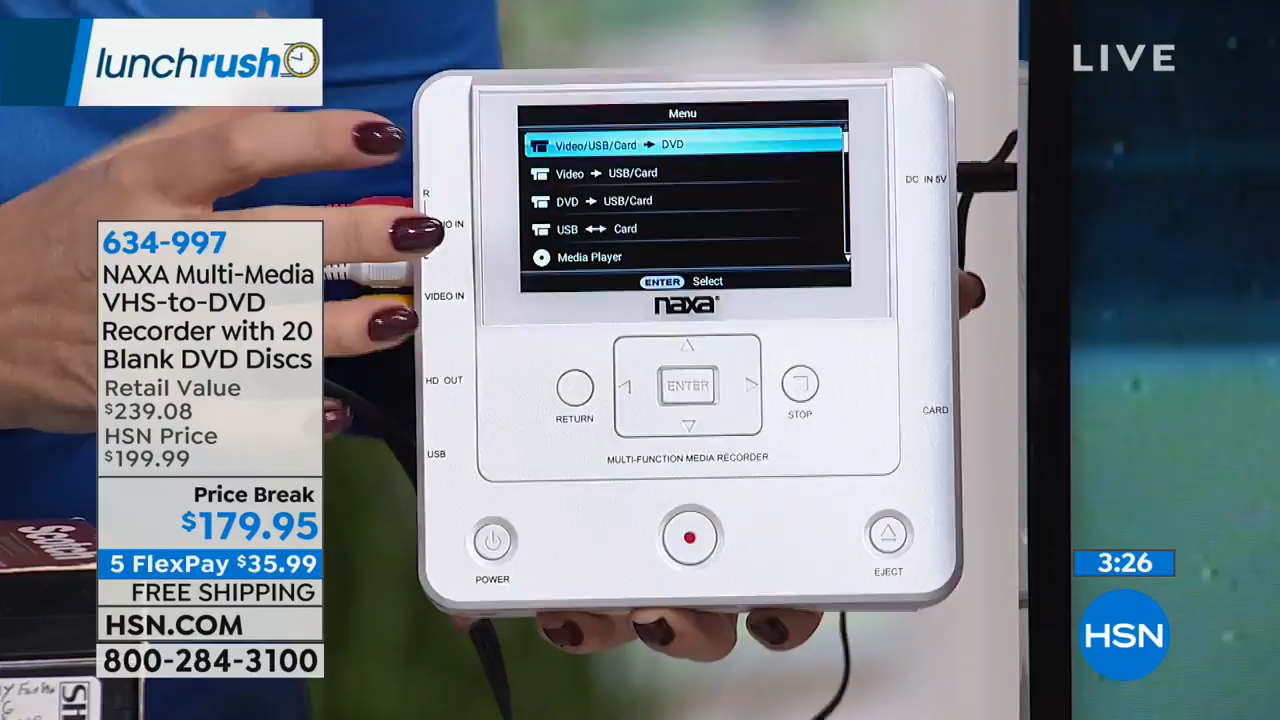 lunchrush
LIVE
634-997
NAXA Multi-Media
VHS-to-DVD
Recorder with 20
Blank DVD Discs
Retail Value
$239.08
HSN Price
$199.99
Price Break
$179.95
5 FlexPay $35.99
FREE SHIPPING
HSN.COM
800-284-3100
Menu
Video/USB/Card → DVD
Video → USB/Card
DVD → USB/Card
USB ↔ Card
Media Player
ENTER Select
naxa
R
IN
VIDEO IN
HD OUT
USB
DC IN 5V
CARD
RETURN
ENTER
STOP
MULTI-FUNCTION MEDIA RECORDER
POWER
EJECT
Scotch
3:26
HSN